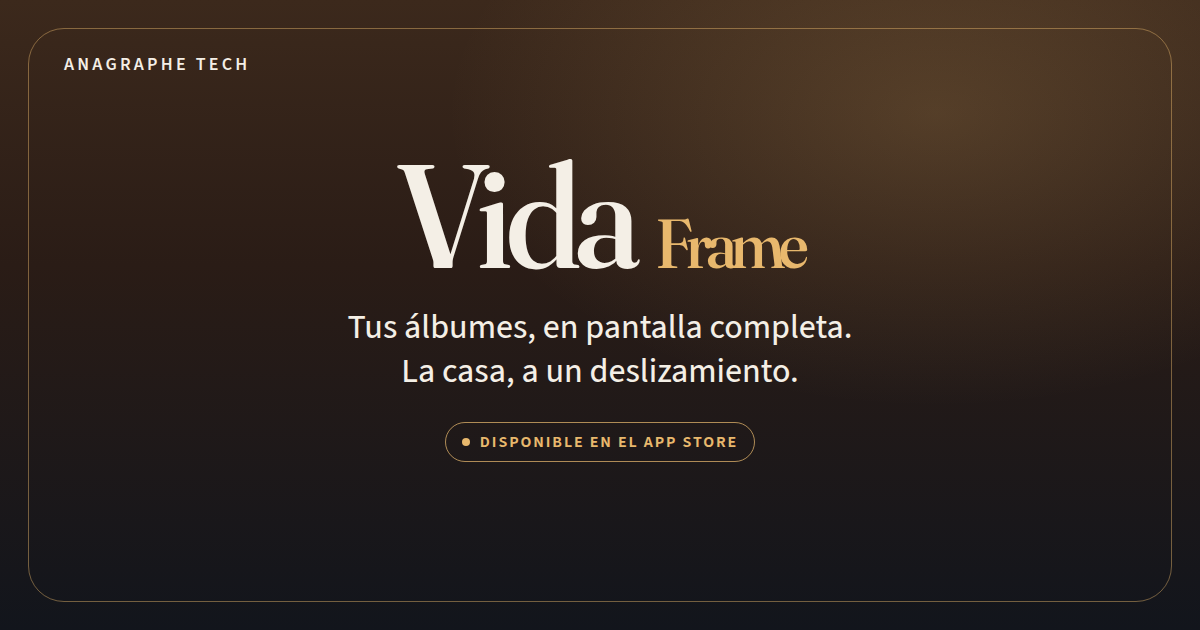 ANAGRAPHE TECH
Vida Frame
Tus álbumes, en pantalla completa.
La casa, a un deslizamiento.
DISPONIBLE EN EL APP STORE